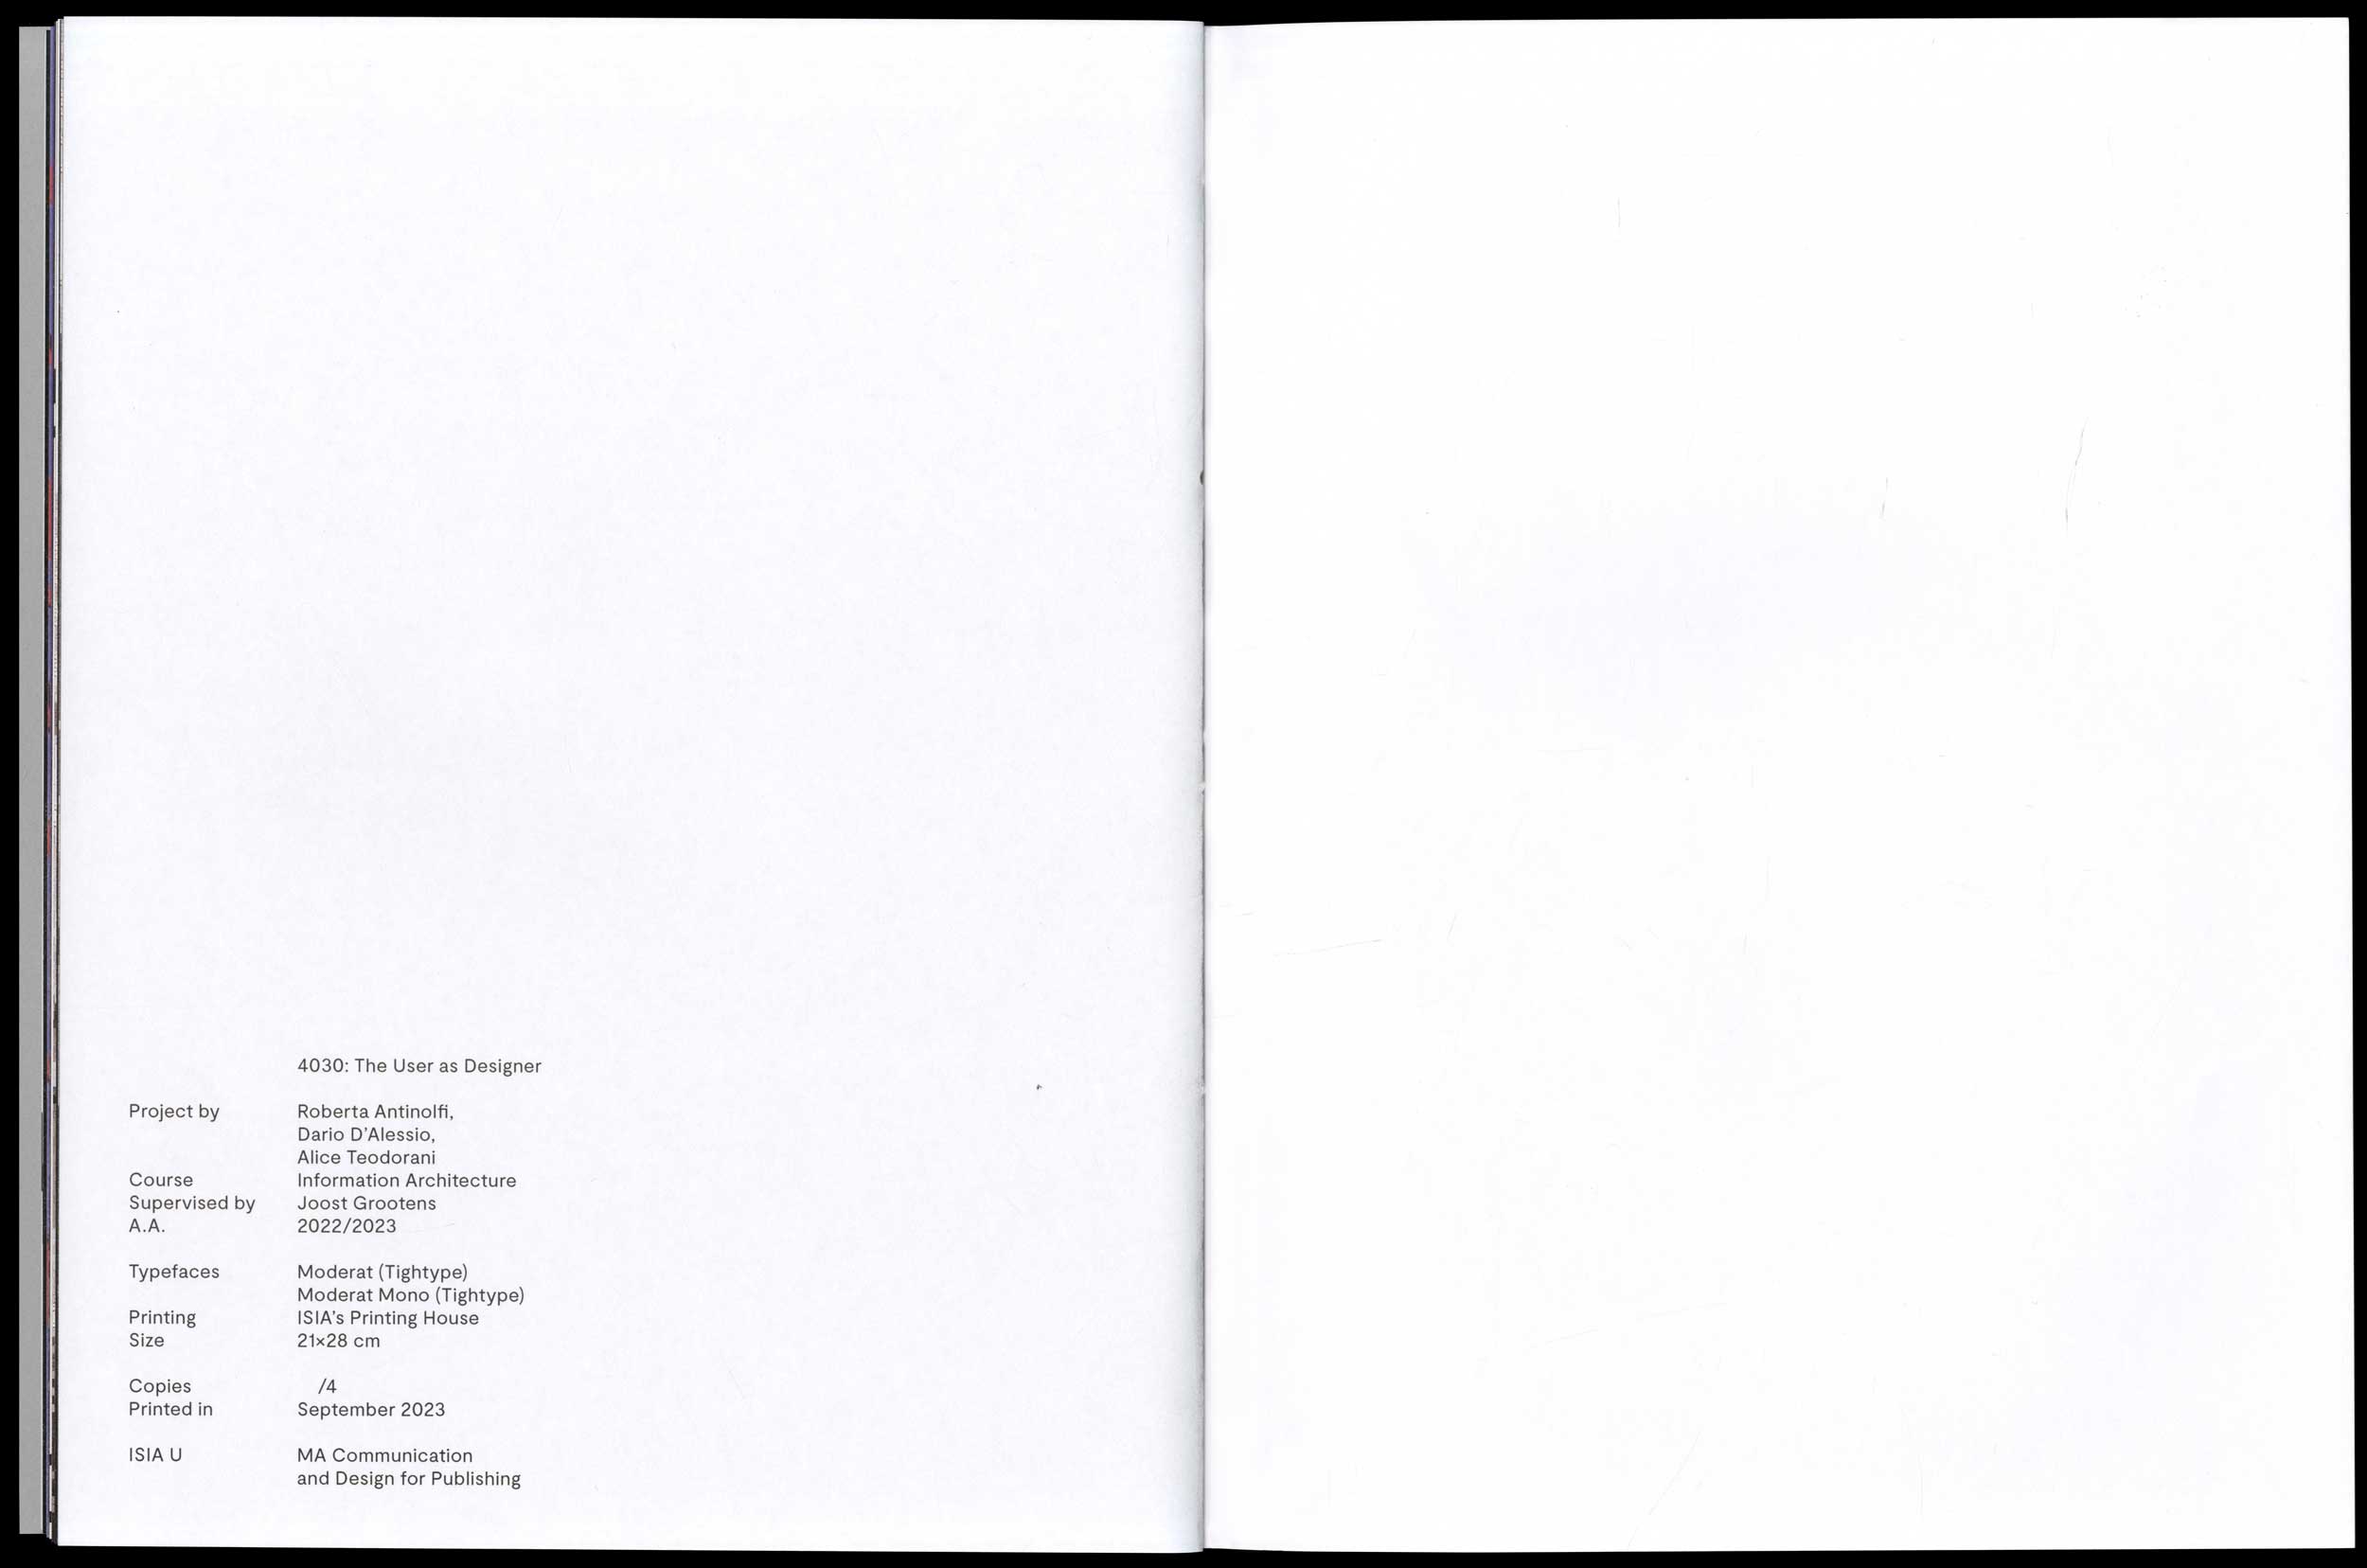 4030: The User as Designer
Project by Roberta Antinolfi,
Dario D’Alessio,
Alice Teodorani
Course Information Architecture
Supervised by Joost Grootens
A.A. 2022/2023
Typefaces Moderat (Tightype)
Moderat Mono (Tightype)
Printing ISIA’s Printing House
Size 21×28 cm
Copies /4
Printed in September 2023
ISIA U MA Communication
and Design for Publishing